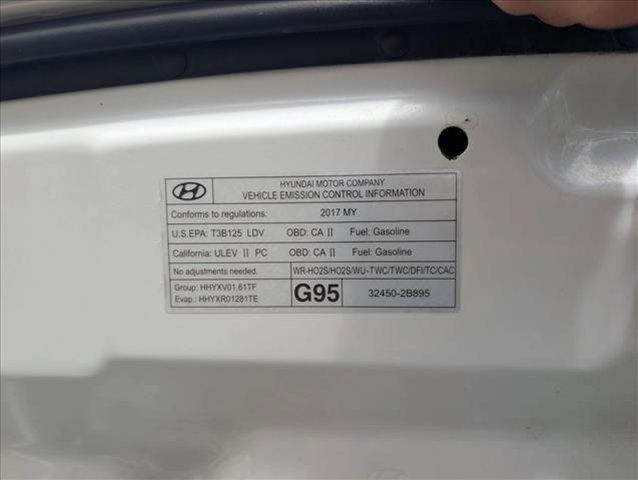 HYUNDAI MOTOR COMPANY
VEHICLE EMISSION CONTROL INFORMATION
Conforms to regulations: 2017 MY
U.S.EPA: T3B125 LDV OBD: CA II Fuel: Gasoline
California: ULEV II PC OBD: CA II Fuel: Gasoline
No adjustments needed. WR-HO2S/HO2S/WU-TWC/TWC/DFI/TC/CAC
Group: HHYXV01.61TF
Evap.: HHYXR01281TE
G95 32450-2B895